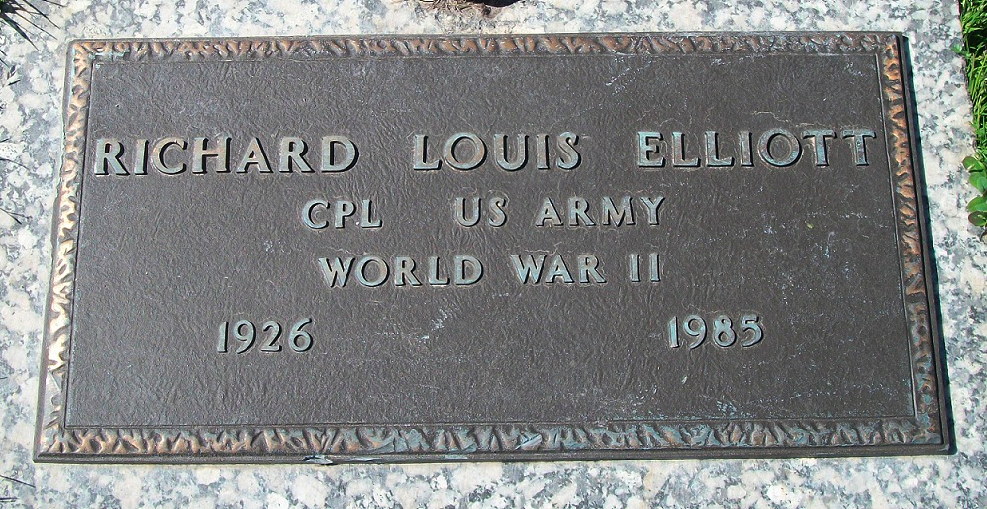 RICHARD LOUIS ELLIOTT
CPL US ARMY
WORLD WAR II
1926 1985